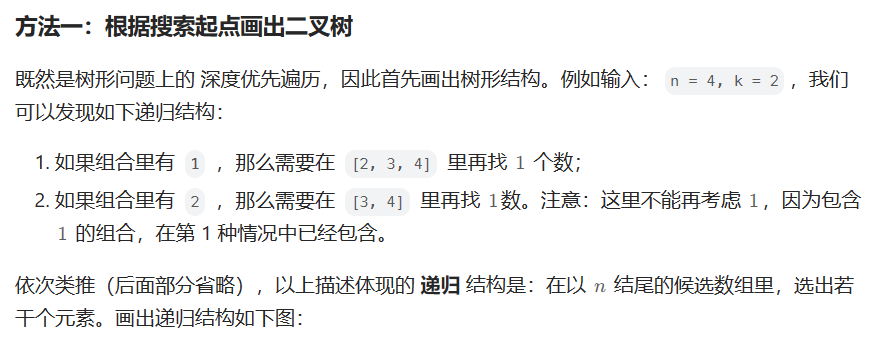 方法一：根据搜索起点画出二叉树
既然是树形问题上的 深度优先遍历，因此首先画出树形结构。例如输入： n = 4, k = 2 ，我们
可以发现如下递归结构：
1. 如果组合里有 1 ，那么需要在 [2, 3, 4] 里再找 1 个数；
2. 如果组合里有 2 ，那么需要在 [3, 4] 里再找 1数。注意：这里不能再考虑 1，因为包含
1 的组合，在第 1 种情况中已经包含。
依次类推（后面部分省略），以上描述体现的 递归 结构是：在以 n 结尾的候选数组里，选出若
干个元素。画出递归结构如下图：